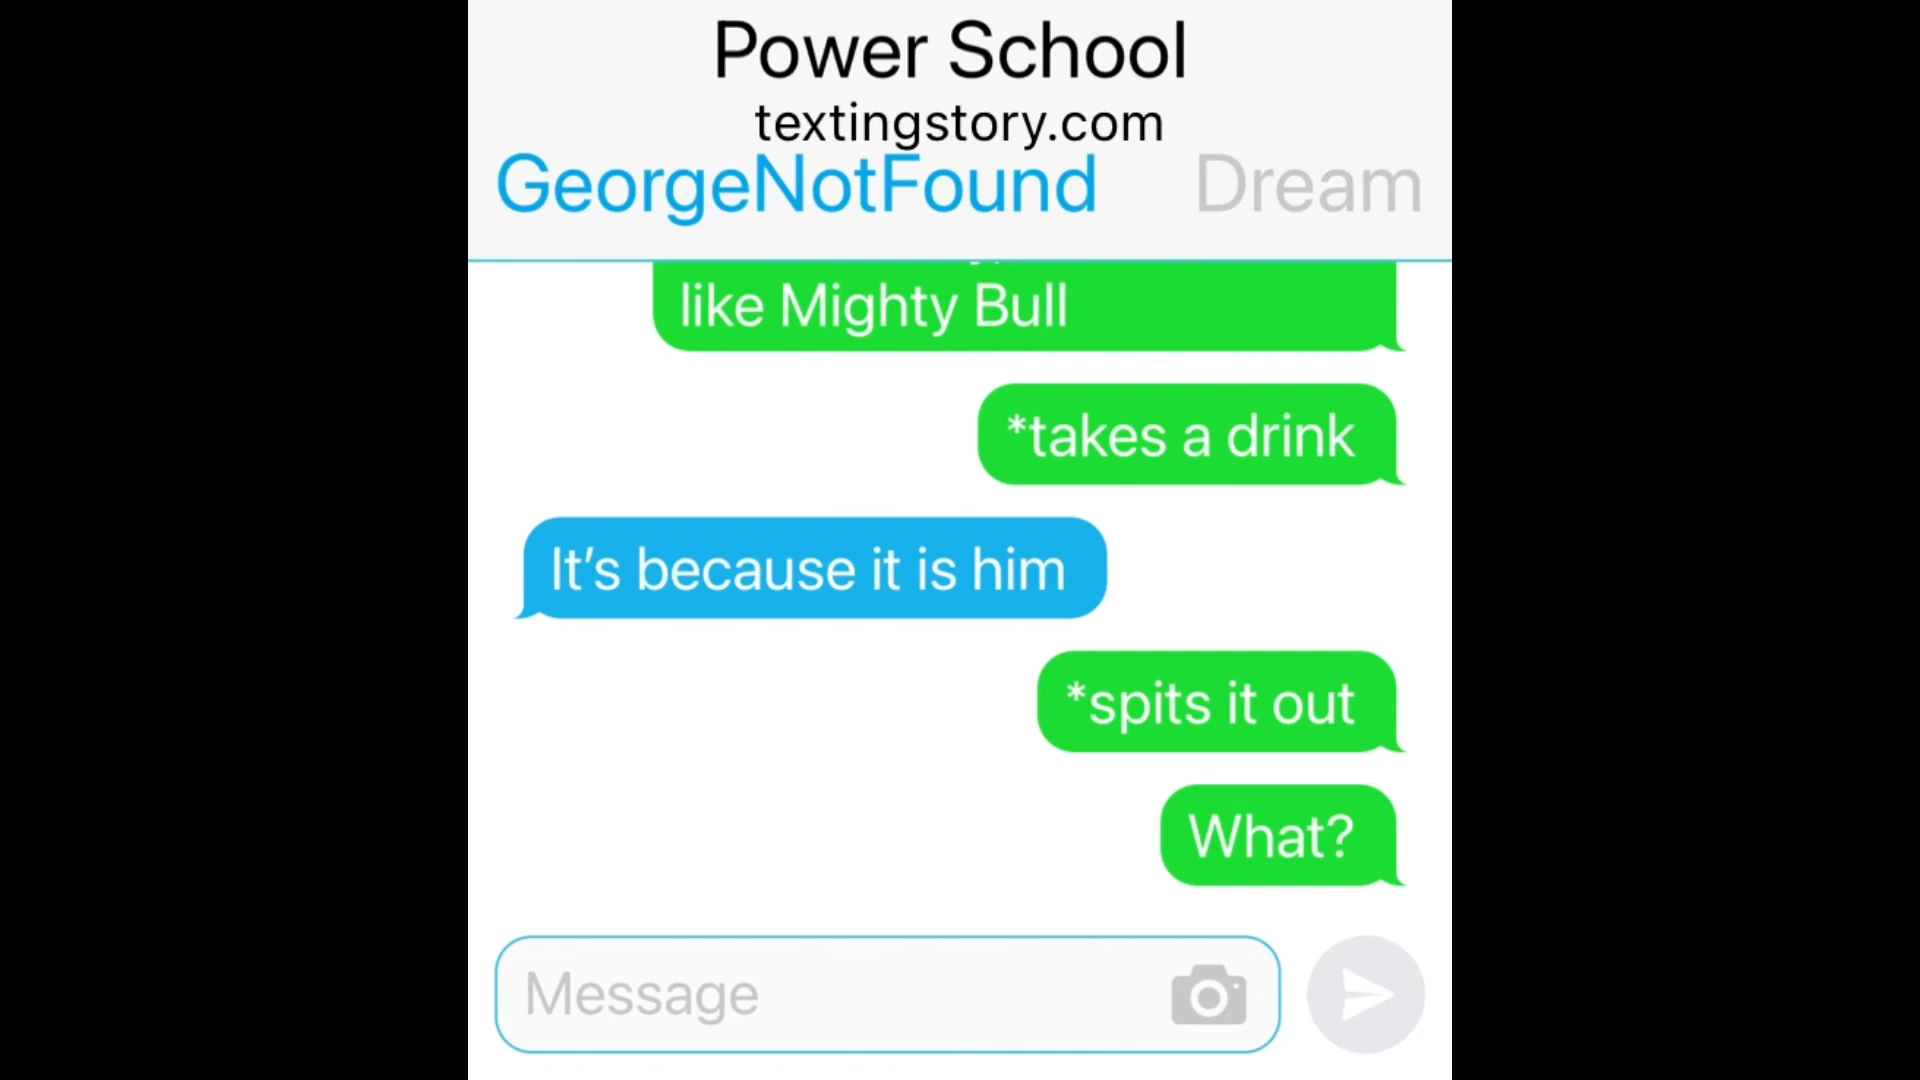 Power School
textingstory.com
GeorgeNotFound Dream
like Mighty Bull
*takes a drink
It’s because it is him
*spits it out
What?
Message